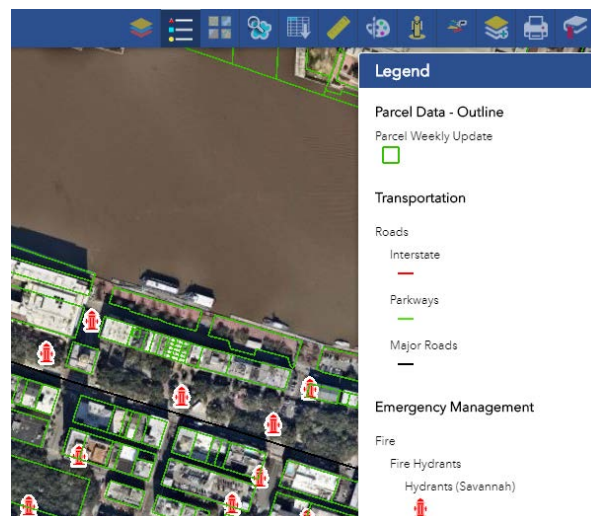 Legend
Parcel Data - Outline
Parcel Weekly Update
Transportation
Roads
Interstate
Parkways
Major Roads
Emergency Management
Fire
Fire Hydrants
Hydrants (Savannah)